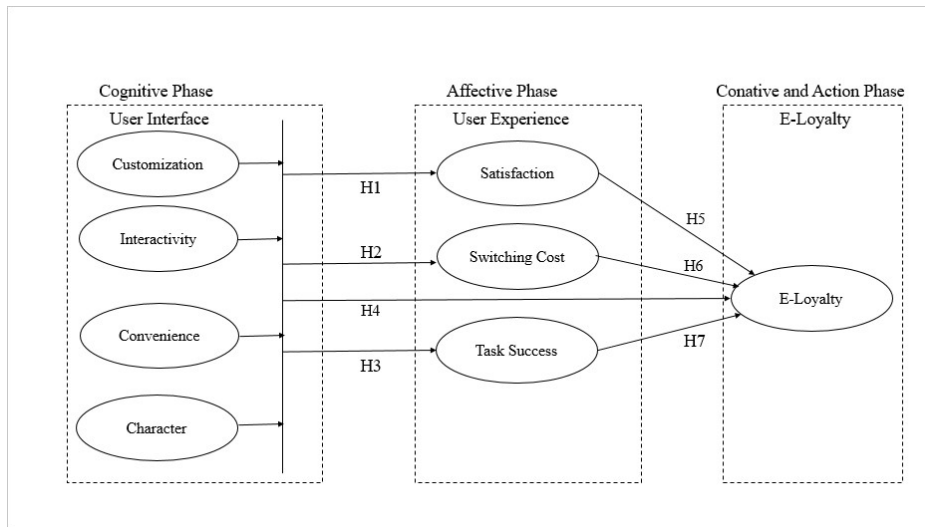 Cognitive Phase
Affective Phase
Conative and Action Phase
User Interface
User Experience
E-Loyalty
Customization
Satisfaction
H1
H5
Interactivity
H2
Switching Cost
H6
E-Loyalty
H4
Convenience
Task Success
H7
H3
Character